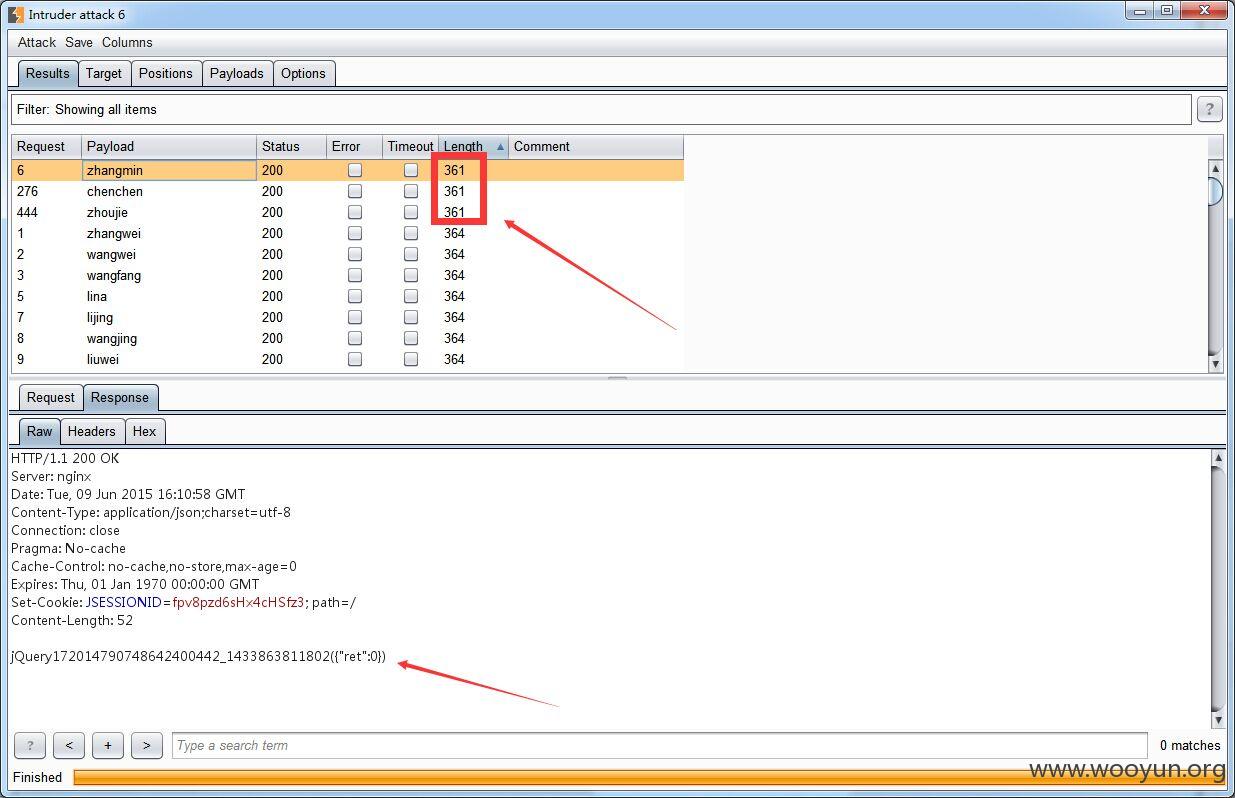 Intruder attack 6
Attack Save Columns
Results Target Positions Payloads Options
Filter: Showing all items ?
Request Payload Status Error Timeout Length Comment
6 zhangmin 200 361
276 chenchen 200 361
444 zhoujie 200 361
1 zhangwei 200 364
2 wangwei 200 364
3 wangfang 200 364
5 lina 200 364
7 lijing 200 364
8 wangjing 200 364
9 liuwei 200 364
Request Response
Raw Headers Hex
HTTP/1.1 200 OK
Server: nginx
Date: Tue, 09 Jun 2015 16:10:58 GMT
Content-Type: application/json;charset=utf-8
Connection: close
Pragma: No-cache
Cache-Control: no-cache,no-store,max-age=0
Expires: Thu, 01 Jan 1970 00:00:00 GMT
Set-Cookie: JSESSIONID=fpv8pzd6sHx4cHSfz3; path=/
Content-Length: 52
jQuery172014790748642400442_1433863811802({"ret":0})
? < + > Type a search term 0 matches
Finished
www.wooyun.org